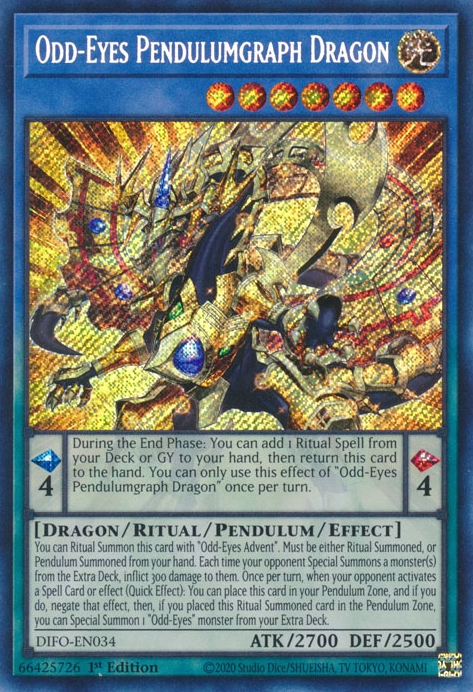 ODD-EYES PENDULUMGRAPH DRAGON
During the End Phase: You can add 1 Ritual Spell from
your Deck or GY to your hand, then return this card
to the hand. You can only use this effect of "Odd-Eyes
Pendulumgraph Dragon" once per turn.
4
4
[DRAGON/RITUAL/PENDULUM/EFFECT]
You can Ritual Summon this card with "Odd-Eyes Advent". Must be either Ritual Summoned, or
Pendulum Summoned from your hand. Each time your opponent Special Summons a monster(s)
from the Extra Deck, inflict 300 damage to them. Once per turn, when your opponent activates
a Spell Card or effect (Quick Effect): You can place this card in your Pendulum Zone, and if you
do, negate that effect, then, if you placed this Ritual Summoned card in the Pendulum Zone,
you can Special Summon 1 "Odd-Eyes" monster from your Extra Deck.
DIFO-EN034
ATK/2700 DEF/2500
66425726 1st Edition
©2020 Studio Dice/SHUEISHA, TV TOKYO, KONAMI